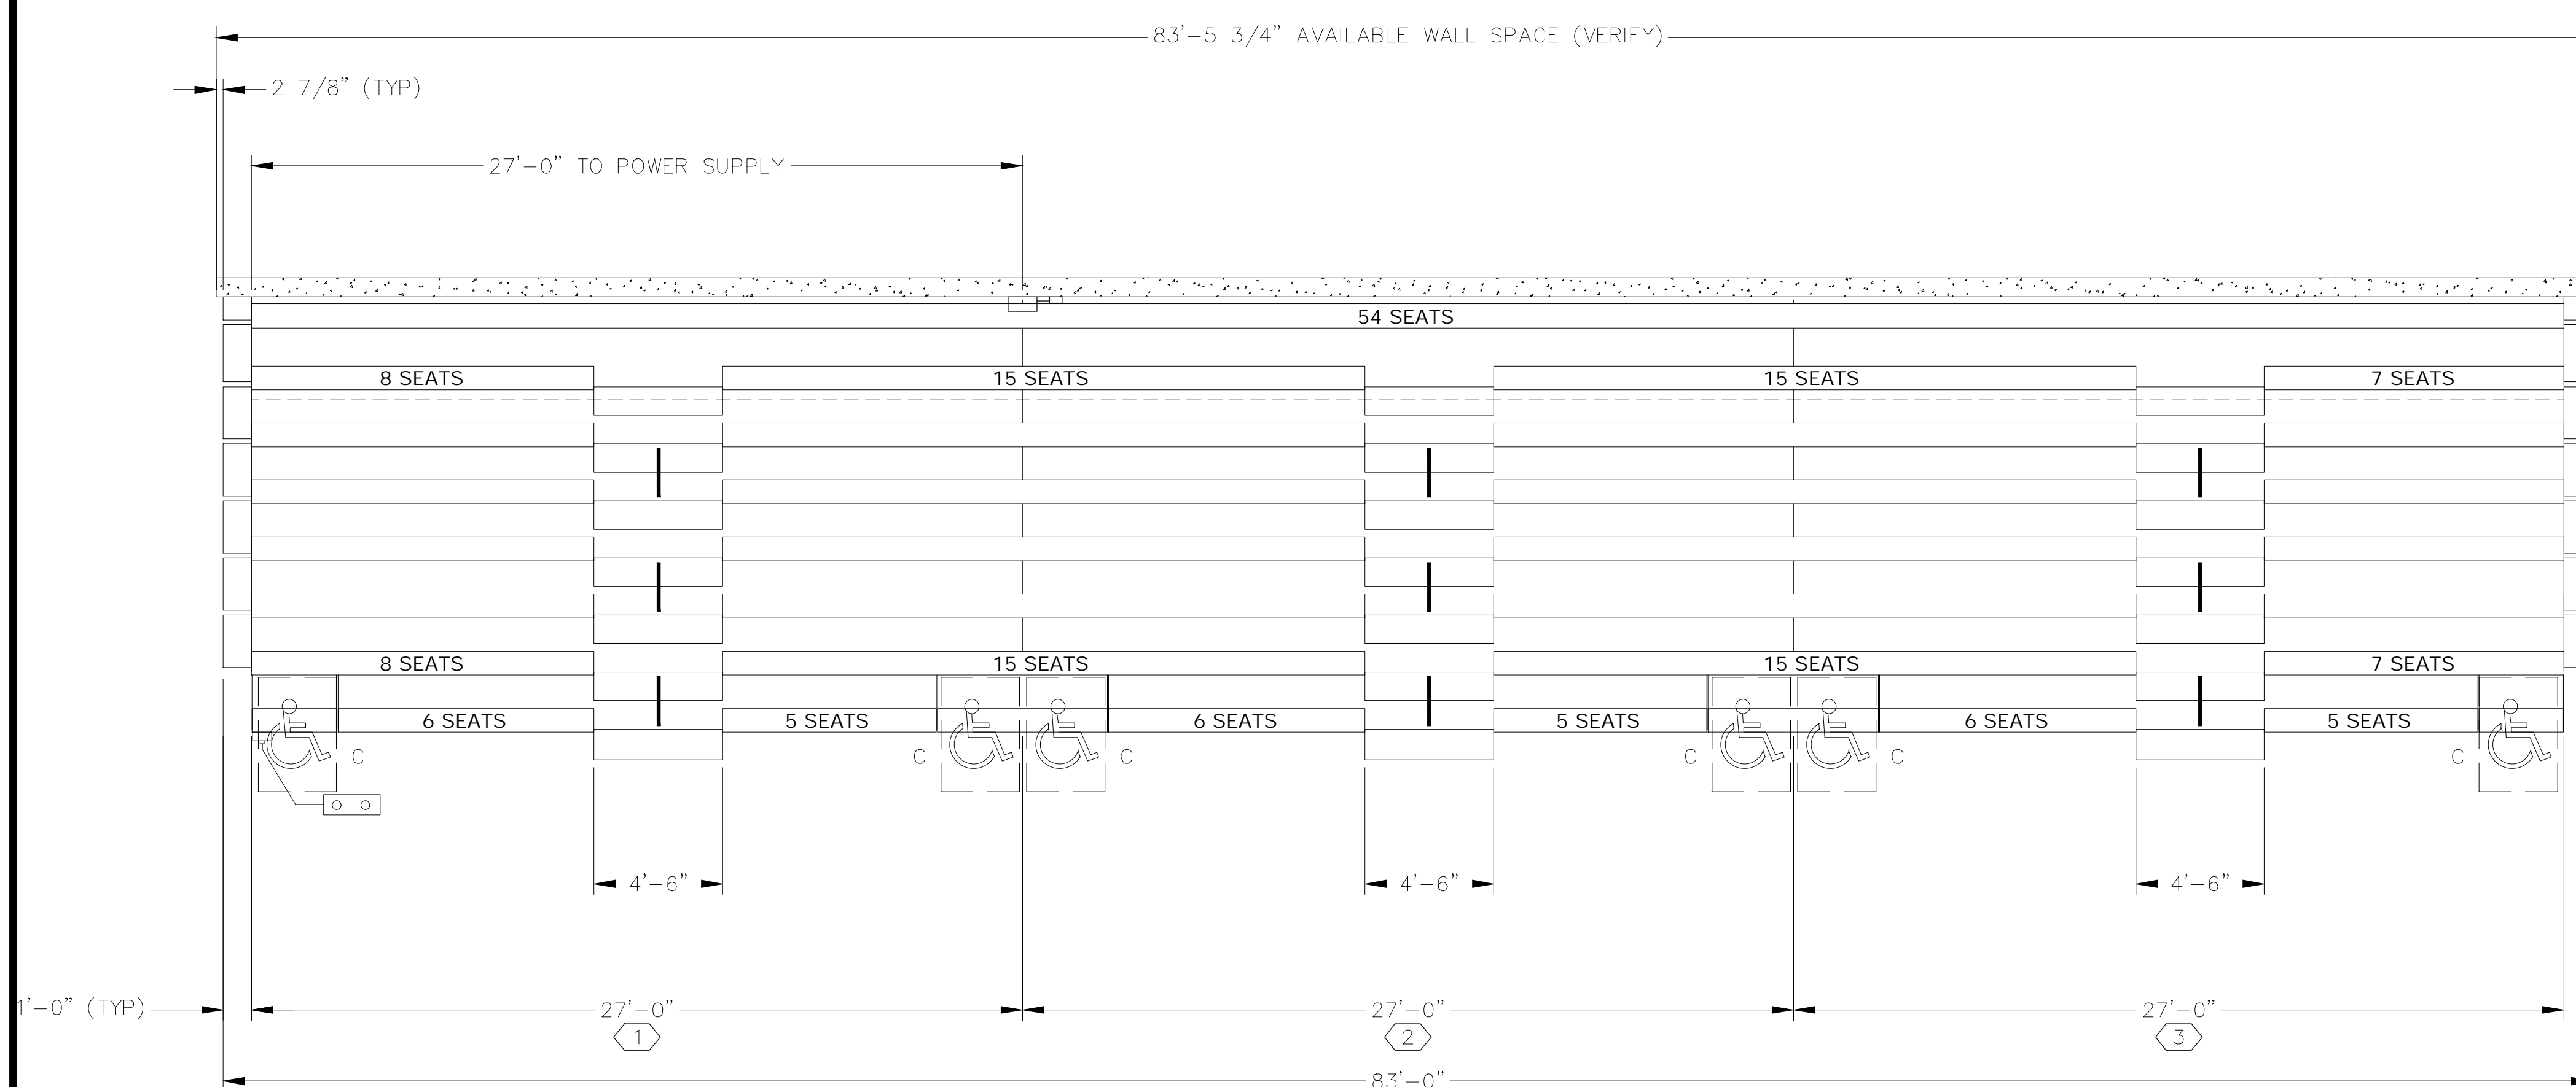 83'-5 3/4" AVAILABLE WALL SPACE (VERIFY)
2 7/8" (TYP)
27'-0" TO POWER SUPPLY
54 SEATS
8 SEATS 15 SEATS 15 SEATS 7 SEATS
8 SEATS 15 SEATS 15 SEATS 7 SEATS
6 SEATS 5 SEATS 6 SEATS 5 SEATS 6 SEATS 5 SEATS
C C C C C C
4'-6" 4'-6" 4'-6"
1'-0" (TYP) 27'-0" 27'-0" 27'-0"
1 2 3
83'-0"